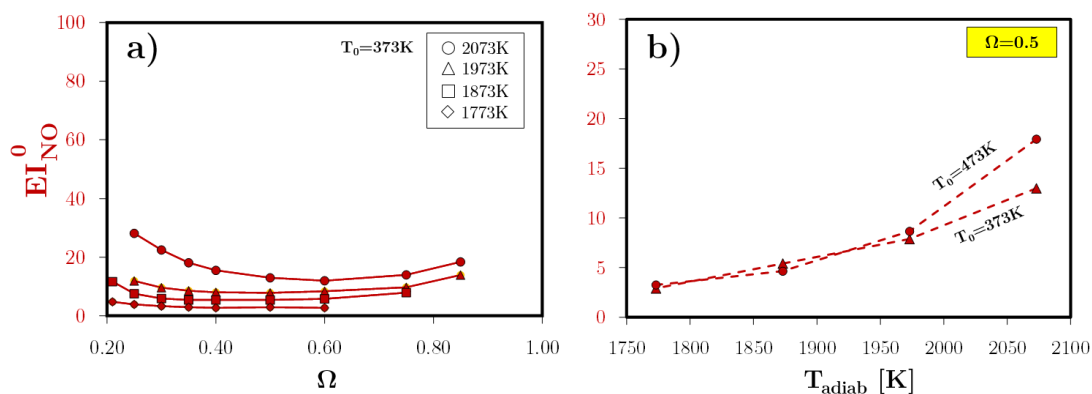 a)
T₀=373K
2073K
1973K
1873K
1773K
100
80
60
40
20
0
EI⁰NO
0.20
0.40
0.60
0.80
1.00
Ω
b)
Ω=0.5
30
25
20
15
10
5
0
T₀=473K
T₀=373K
1750
1800
1850
1900
1950
2000
2050
2100
Tadiab [K]